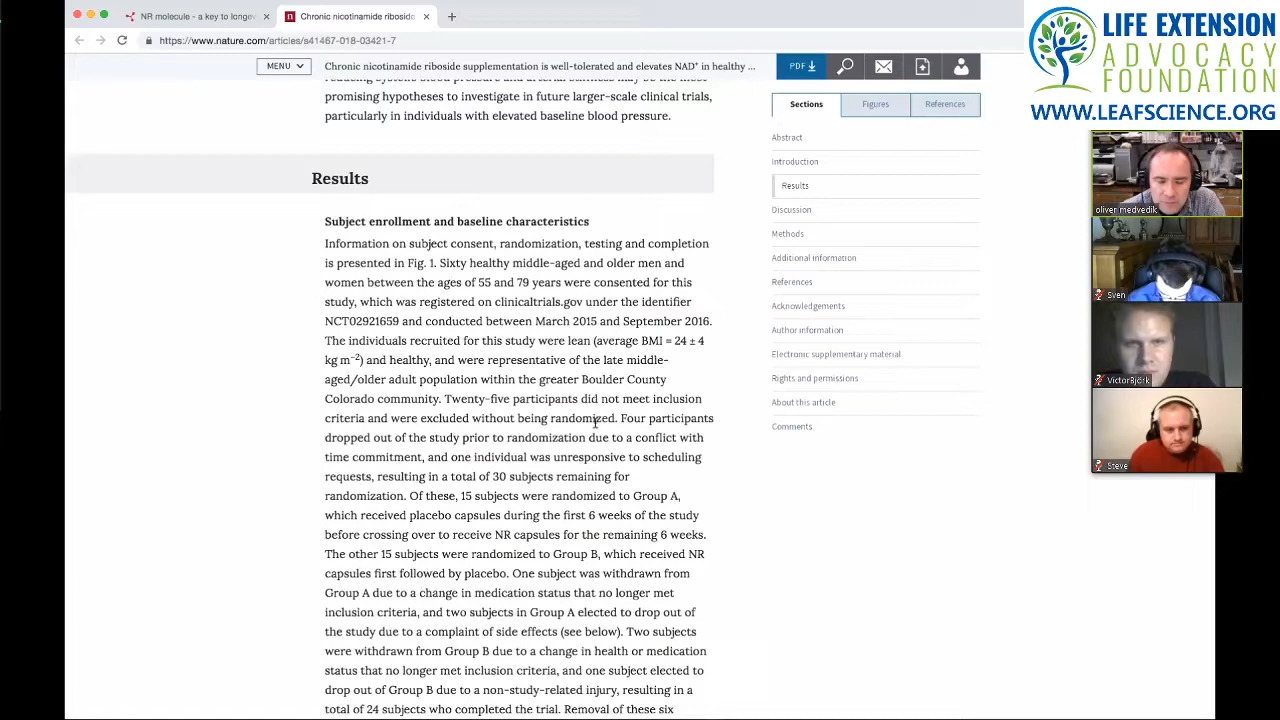 NR molecule - a key to longev
Chronic nicotinamide riboside
https://www.nature.com/articles/s41467-018-03421-7
MENU
Chronic nicotinamide riboside supplementation is well-tolerated and elevates NAD+ in healthy ...
PDF
promising hypotheses to investigate in future larger-scale clinical trials,
particularly in individuals with elevated baseline blood pressure.
Results
Subject enrollment and baseline characteristics
Information on subject consent, randomization, testing and completion
is presented in Fig. 1. Sixty healthy middle-aged and older men and
women between the ages of 55 and 79 years were consented for this
study, which was registered on clinicaltrials.gov under the identifier
NCT02921659 and conducted between March 2015 and September 2016.
The individuals recruited for this study were lean (average BMI = 24 ± 4
kg m−2) and healthy, and were representative of the late middle-
aged/older adult population within the greater Boulder County
Colorado community. Twenty-five participants did not meet inclusion
criteria and were excluded without being randomized. Four participants
dropped out of the study prior to randomization due to a conflict with
time commitment, and one individual was unresponsive to scheduling
requests, resulting in a total of 30 subjects remaining for
randomization. Of these, 15 subjects were randomized to Group A,
which received placebo capsules during the first 6 weeks of the study
before crossing over to receive NR capsules for the remaining 6 weeks.
The other 15 subjects were randomized to Group B, which received NR
capsules first followed by placebo. One subject was withdrawn from
Group A due to a change in medication status that no longer met
inclusion criteria, and two subjects in Group A elected to drop out of
the study due to a complaint of side effects (see below). Two subjects
were withdrawn from Group B due to a change in health or medication
status that no longer met inclusion criteria, and one subject elected to
drop out of Group B due to a non-study-related injury, resulting in a
total of 24 subjects who completed the trial. Removal of these six
Sections
Figures
References
Abstract
Introduction
Results
Discussion
Methods
Additional information
References
Acknowledgements
Author information
Electronic supplementary material
Rights and permissions
About this article
Comments
LIFE EXTENSION
ADVOCACY
FOUNDATION
WWW.LEAFSCIENCE.ORG
oliver medvedik
Sven
VictorBjörk
Steve